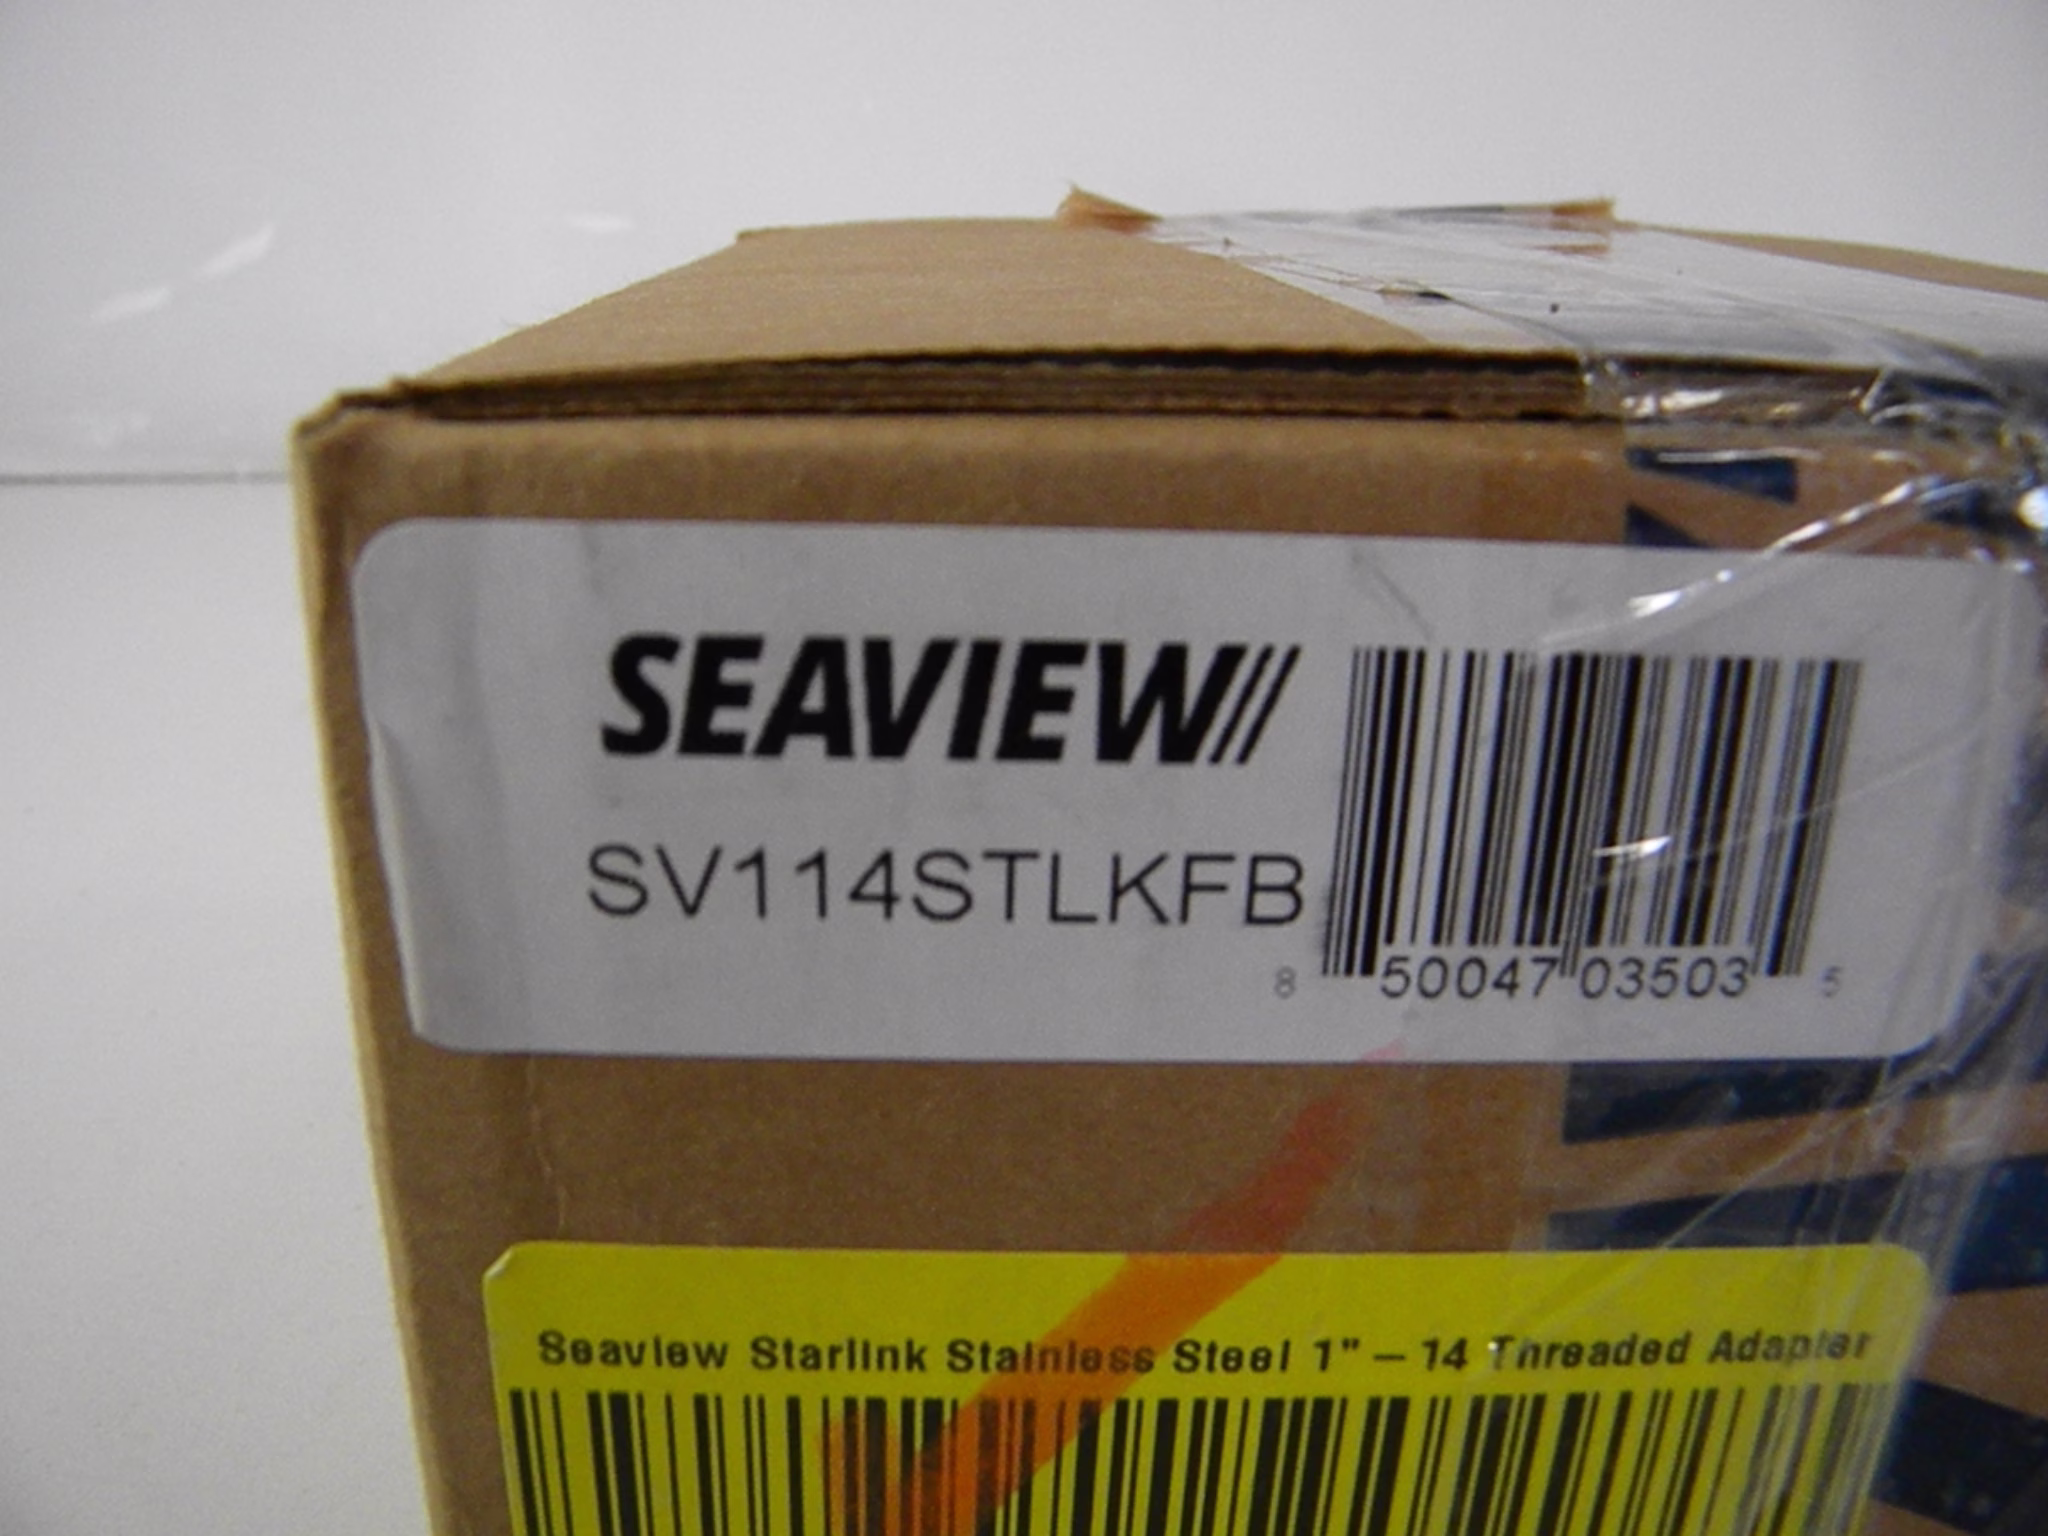 SEAVIEW//
SV114STLKFB
8 50047 03503 5
Seaview Starlink Stainless Steel 1" – 14 Threaded Adapter